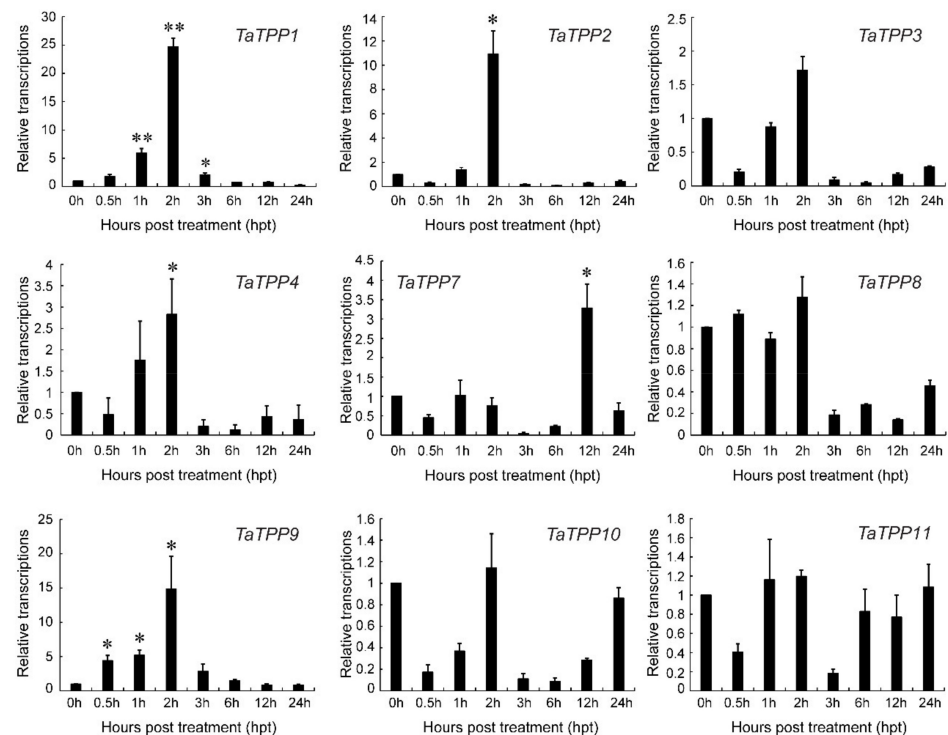 TaTPP1
Relative transcriptions
30
25
20
15
10
5
0
**
**
*
0h 0.5h 1h 2h 3h 6h 12h 24h
Hours post treatment (hpt)
TaTPP2
Relative transcriptions
14
12
10
8
6
4
2
0
*
0h 0.5h 1h 2h 3h 6h 12h 24h
Hours post treatment (hpt)
TaTPP3
Relative transcriptions
2.5
2
1.5
1
0.5
0
0h 0.5h 1h 2h 3h 6h 12h 24h
Hours post treatment (hpt)
TaTPP4
Relative transcriptions
4
3.5
3
2.5
2
1.5
1
0.5
0
*
0h 0.5h 1h 2h 3h 6h 12h 24h
Hours post treatment (hpt)
TaTPP7
Relative transcriptions
4.5
4
3.5
3
2.5
2
1.5
1
0.5
0
*
0h 0.5h 1h 2h 3h 6h 12h 24h
Hours post treatment (hpt)
TaTPP8
Relative transcriptions
1.6
1.4
1.2
1
0.8
0.6
0.4
0.2
0
0h 0.5h 1h 2h 3h 6h 12h 24h
Hours post treatment (hpt)
TaTPP9
Relative transcriptions
25
20
15
10
5
0
*
*
*
0h 0.5h 1h 2h 3h 6h 12h 24h
Hours post treatment (hpt)
TaTPP10
Relative transcriptions
1.6
1.4
1.2
1
0.8
0.6
0.4
0.2
0
0h 0.5h 1h 2h 3h 6h 12h 24h
Hours post treatment (hpt)
TaTPP11
Relative transcriptions
1.8
1.6
1.4
1.2
1
0.8
0.6
0.4
0.2
0
0h 0.5h 1h 2h 3h 6h 12h 24h
Hours post treatment (hpt)